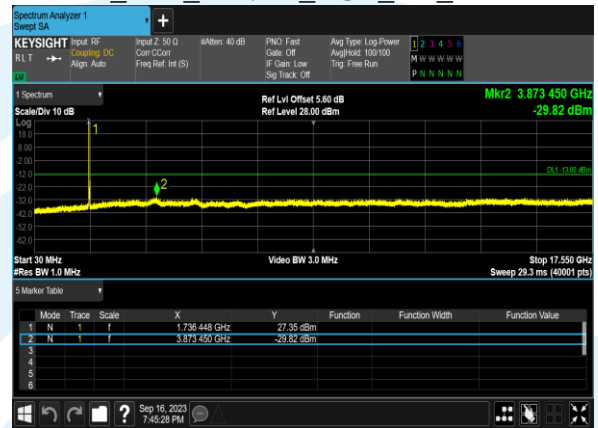 Spectrum Analyzer 1
Swept SA
+
KEYSIGHT Input: RF Input Z: 50 Ω #Atten: 40 dB PNO: Fast Avg Type: Log-Power 1 2 3 4 5 6
RLT Coupling: DC Corr CCorr Gate: Off Avg|Hold: 100/100 M W W W W W
Align: Auto Freq Ref: Int (S) IF Gain: Low Trig: Free Run
Sig Track: Off P N N N N N
LV
1 Spectrum Ref Lvl Offset 5.60 dB Mkr2 3.873 450 GHz
Scale/Div 10 dB Ref Level 28.00 dBm -29.82 dBm
Log
1
18.0
8.00
-2.00
DL1 -13.00 dBm
-12.0
-22.0
2
-32.0
-42.0
-52.0
-62.0
Start 30 MHz Video BW 3.0 MHz Stop 17.550 GHz
#Res BW 1.0 MHz Sweep 29.3 ms (40001 pts)
5 Marker Table
Mode Trace Scale X Y Function Function Width Function Value
1 N 1 f 1.736 448 GHz 27.35 dBm
2 N 1 f 3.873 450 GHz -29.82 dBm
3
4
5
6
? Sep 16, 2023
7:45:28 PM